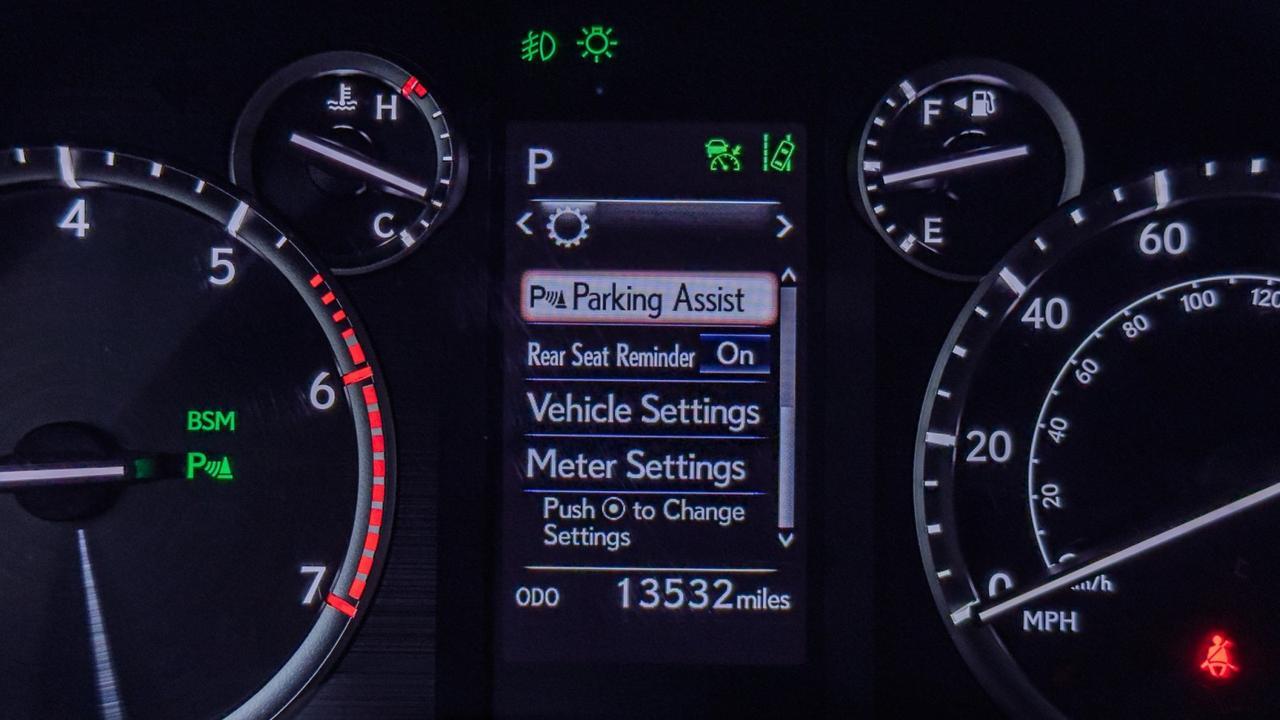 H
C
F
E
P
4
5
6
7
BSM
P
< >
P Parking Assist
Rear Seat Reminder On
Vehicle Settings
Meter Settings
Push to Change
Settings
ODO 13532 miles
60
40
20
0
MPH
120
100
80
60
40
20